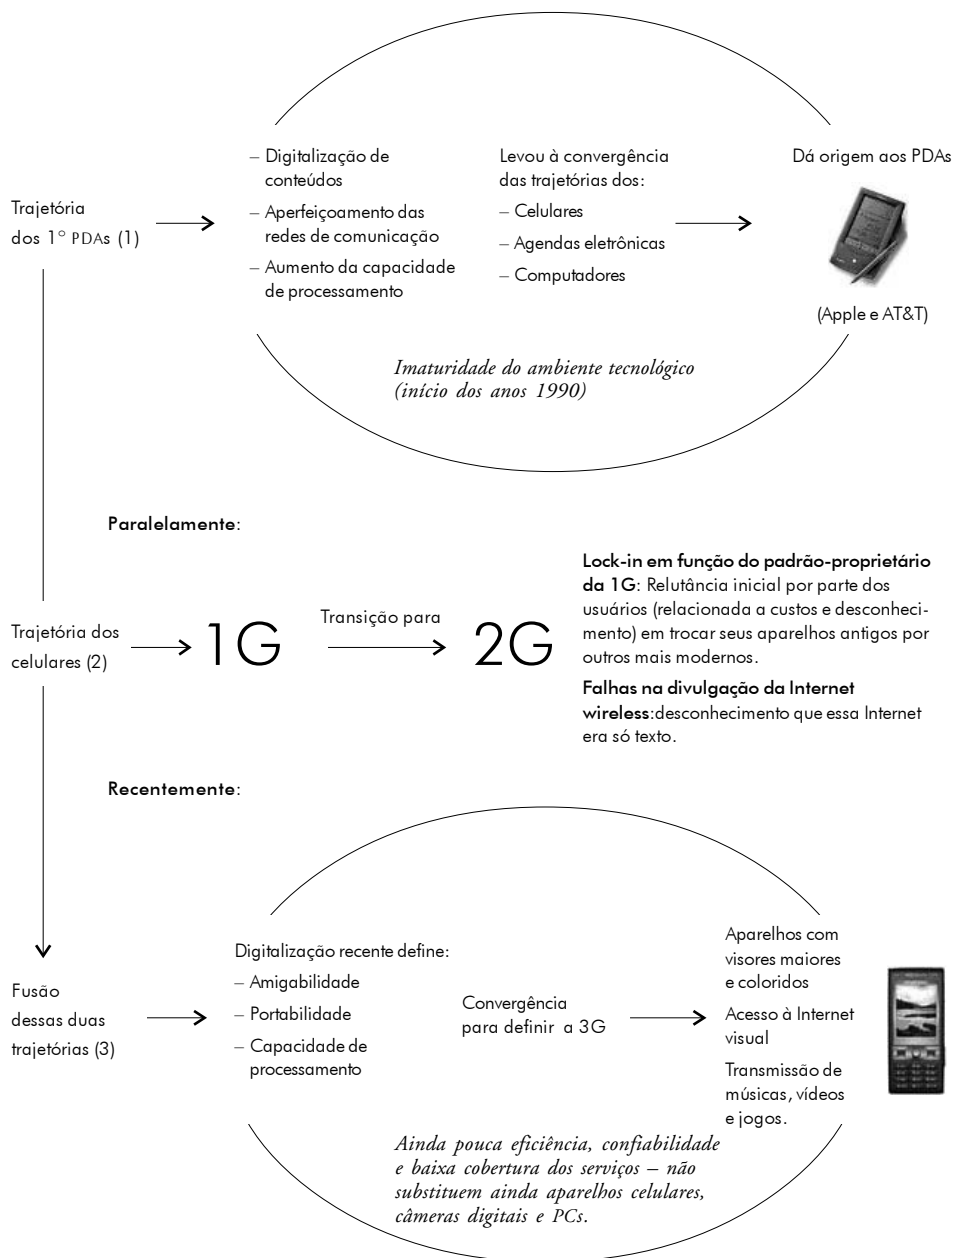 Trajetória
dos 1° PDAs (1)
– Digitalização de
conteúdos
– Aperfeiçoamento das
redes de comunicação
– Aumento da capacidade
de processamento
Levou à convergência
das trajetórias dos:
– Celulares
– Agendas eletrônicas
– Computadores
Dá origem aos PDAs
(Apple e AT&T)
Imaturidade do ambiente tecnológico
(início dos anos 1990)
Paralelamente:
Trajetória dos
celulares (2)
1G
Transição para
2G
Lock-in em função do padrão-proprietário
da 1G: Relutância inicial por parte dos
usuários (relacionada a custos e desconheci-
mento) em trocar seus aparelhos antigos por
outros mais modernos.
Falhas na divulgação da Internet
wireless:desconhecimento que essa Internet
era só texto.
Recentemente:
Fusão
dessas duas
trajetórias (3)
Digitalização recente define:
– Amigabilidade
– Portabilidade
– Capacidade de
processamento
Convergência
para definir a 3G
Aparelhos com
visores maiores
e coloridos
Acesso à Internet
visual
Transmissão de
músicas, vídeos
e jogos.
Ainda pouca eficiência, confiabilidade
e baixa cobertura dos serviços – não
substituem ainda aparelhos celulares,
câmeras digitais e PCs.